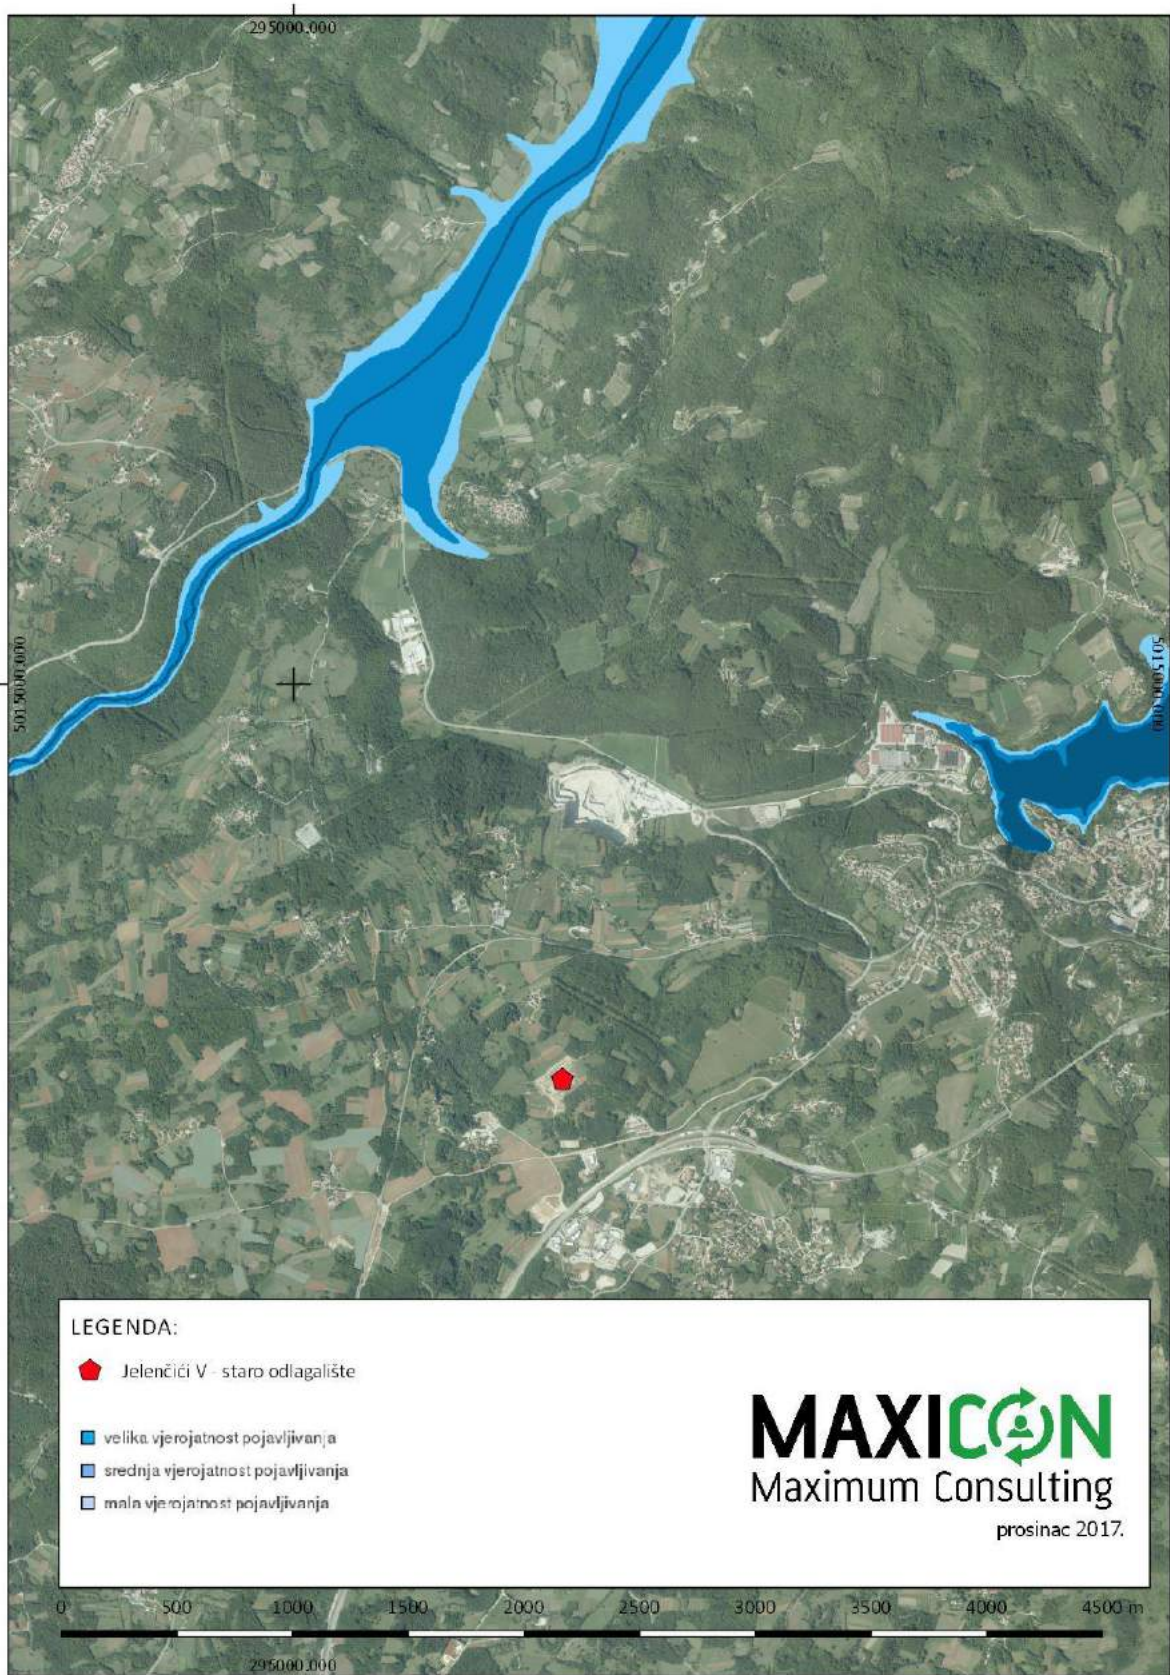 295000.000
5015000.000
5015000.000
LEGENDA:
Jelenčići V - staro odlagalište
velika vjerojatnost pojavljivanja
srednja vjerojatnost pojavljivanja
mala vjerojatnost pojavljivanja
MAXICON
Maximum Consulting
prosinac 2017.
0 500 1000 1500 2000 2500 3000 3500 4000 4500 m
295000.000